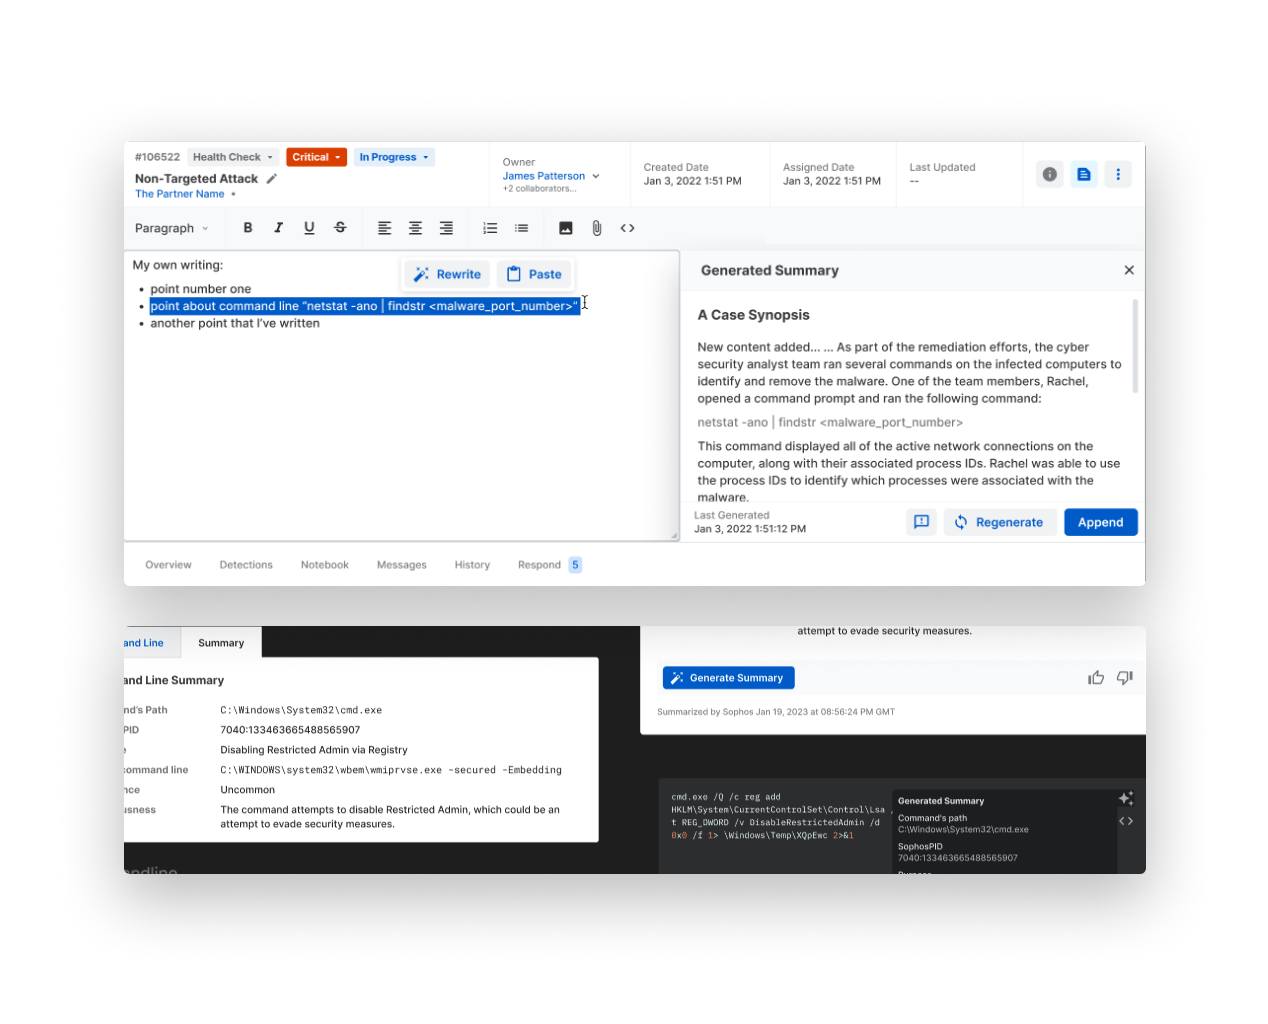 #106522 Health Check Critical In Progress
Non-Targeted Attack
The Partner Name
Owner
James Patterson
+2 collaborators...
Created Date
Jan 3, 2022 1:51 PM
Assigned Date
Jan 3, 2022 1:51 PM
Last Updated
--
Paragraph B I U S
My own writing:
Rewrite Paste
• point number one
• point about command line “netstat -ano | findstr <malware_port_number>”
• another point that I’ve written
Generated Summary
A Case Synopsis
New content added... ... As part of the remediation efforts, the cyber
security analyst team ran several commands on the infected computers to
identify and remove the malware. One of the team members, Rachel,
opened a command prompt and ran the following command:
netstat -ano | findstr <malware_port_number>
This command displayed all of the active network connections on the
computer, along with their associated process IDs. Rachel was able to use
the process IDs to identify which processes were associated with the
malware.
Last Generated
Jan 3, 2022 1:51:12 PM
Regenerate Append
Overview Detections Notebook Messages History Respond 5
and Line Summary
and Line Summary
nd’s Path C:\Windows\System32\cmd.exe
PID 7040:133463665488565907
e Disabling Restricted Admin via Registry
command line C:\WINDOWS\system32\wbem\wmiprvse.exe -secured -Embedding
nce Uncommon
usness The command attempts to disable Restricted Admin, which could be an
attempt to evade security measures.
andline
attempt to evade security measures.
Generate Summary
Summarized by Sophos Jan 19, 2023 at 08:56:24 PM GMT
cmd.exe /Q /c reg add
HKLM\System\CurrentControlSet\Control\Lsa /
t REG_DWORD /v DisableRestrictedAdmin /d
0x0 /f 1> \Windows\Temp\XQpEwc 2>&1
Generated Summary
Command's path
C:\Windows\System32\cmd.exe
SophosPID
7040:133463665488565907
Purpose